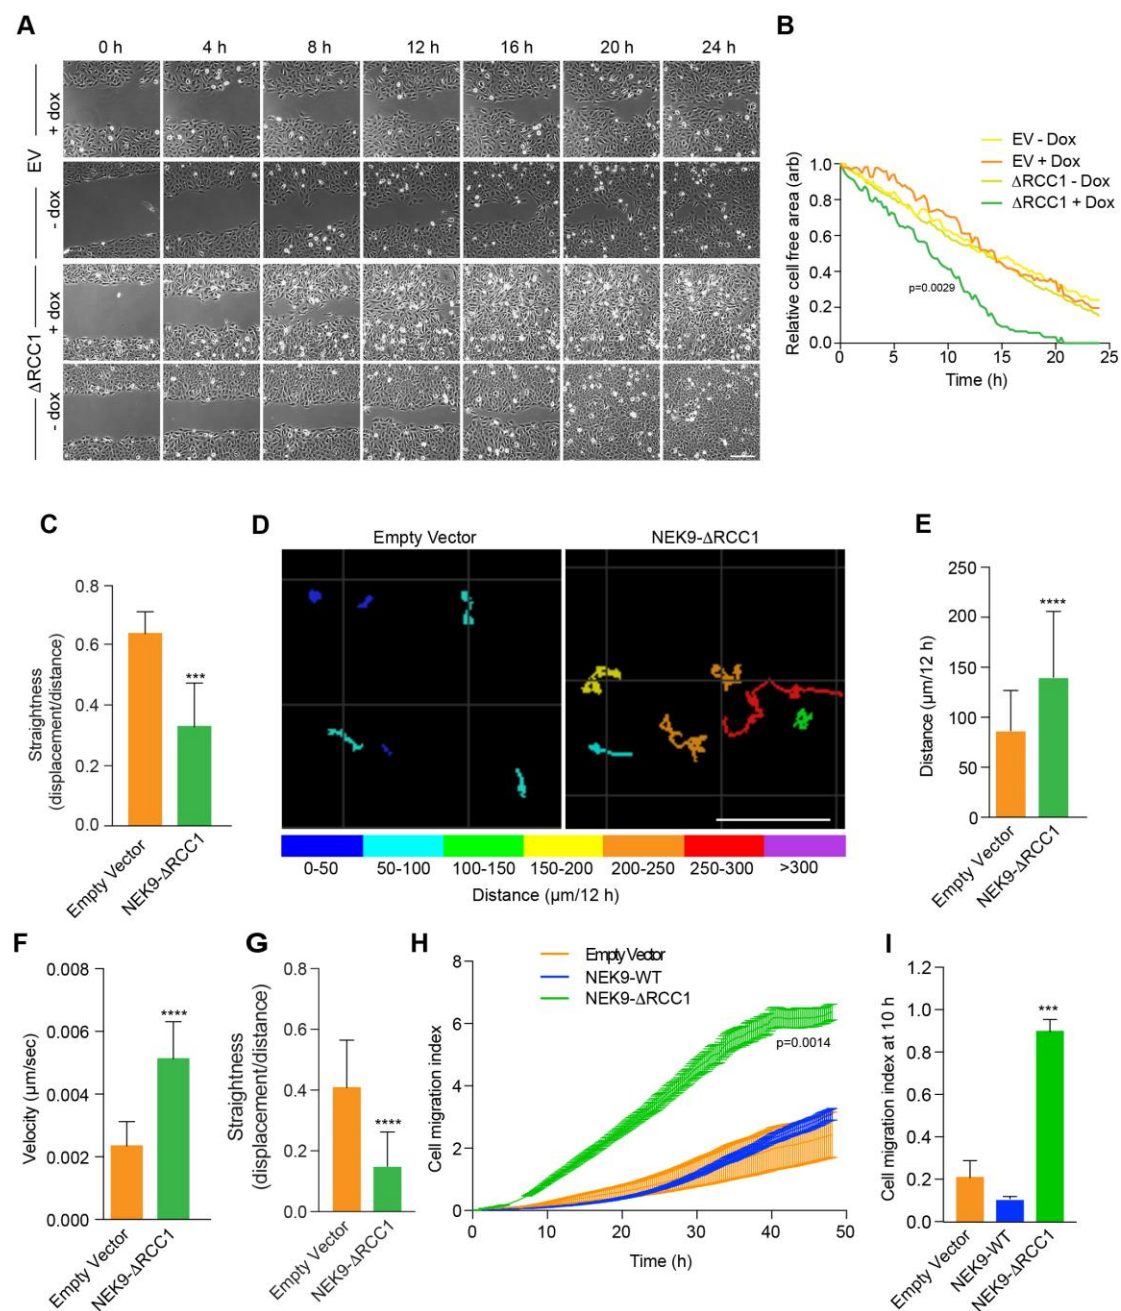 A
0 h 4 h 8 h 12 h 16 h 20 h 24 h
EV
+ dox
- dox
ΔRCC1
+ dox
- dox
B
EV - Dox
EV + Dox
ΔRCC1 - Dox
ΔRCC1 + Dox
Relative cell free area (arb)
1.0
0.8
0.6
0.4
0.2
0.0
p=0.0029
0 5 10 15 20 25
Time (h)
C
Straightness
(displacement/distance)
0.8
0.6
0.4
0.2
0.0
***
Empty Vector
NEK9-ΔRCC1
D
Empty Vector NEK9-ΔRCC1
0-50 50-100 100-150 150-200 200-250 250-300 >300
Distance (µm/12 h)
E
Distance (µm/12 h)
250
200
150
100
50
0
****
Empty Vector
NEK9-ΔRCC1
F
Velocity (µm/sec)
0.008
0.006
0.004
0.002
0.000
****
Empty Vector
NEK9-ΔRCC1
G
Straightness
(displacement/distance)
0.8
0.6
0.4
0.2
0.0
****
Empty Vector
NEK9-ΔRCC1
H
Empty Vector
NEK9-WT
NEK9-ΔRCC1
Cell migration index
8
6
4
2
0
p=0.0014
0 10 20 30 40 50
Time (h)
I
Cell migration index at 10 h
1.2
1.0
0.8
0.6
0.4
0.2
0.0
***
Empty Vector
NEK9-WT
NEK9-ΔRCC1